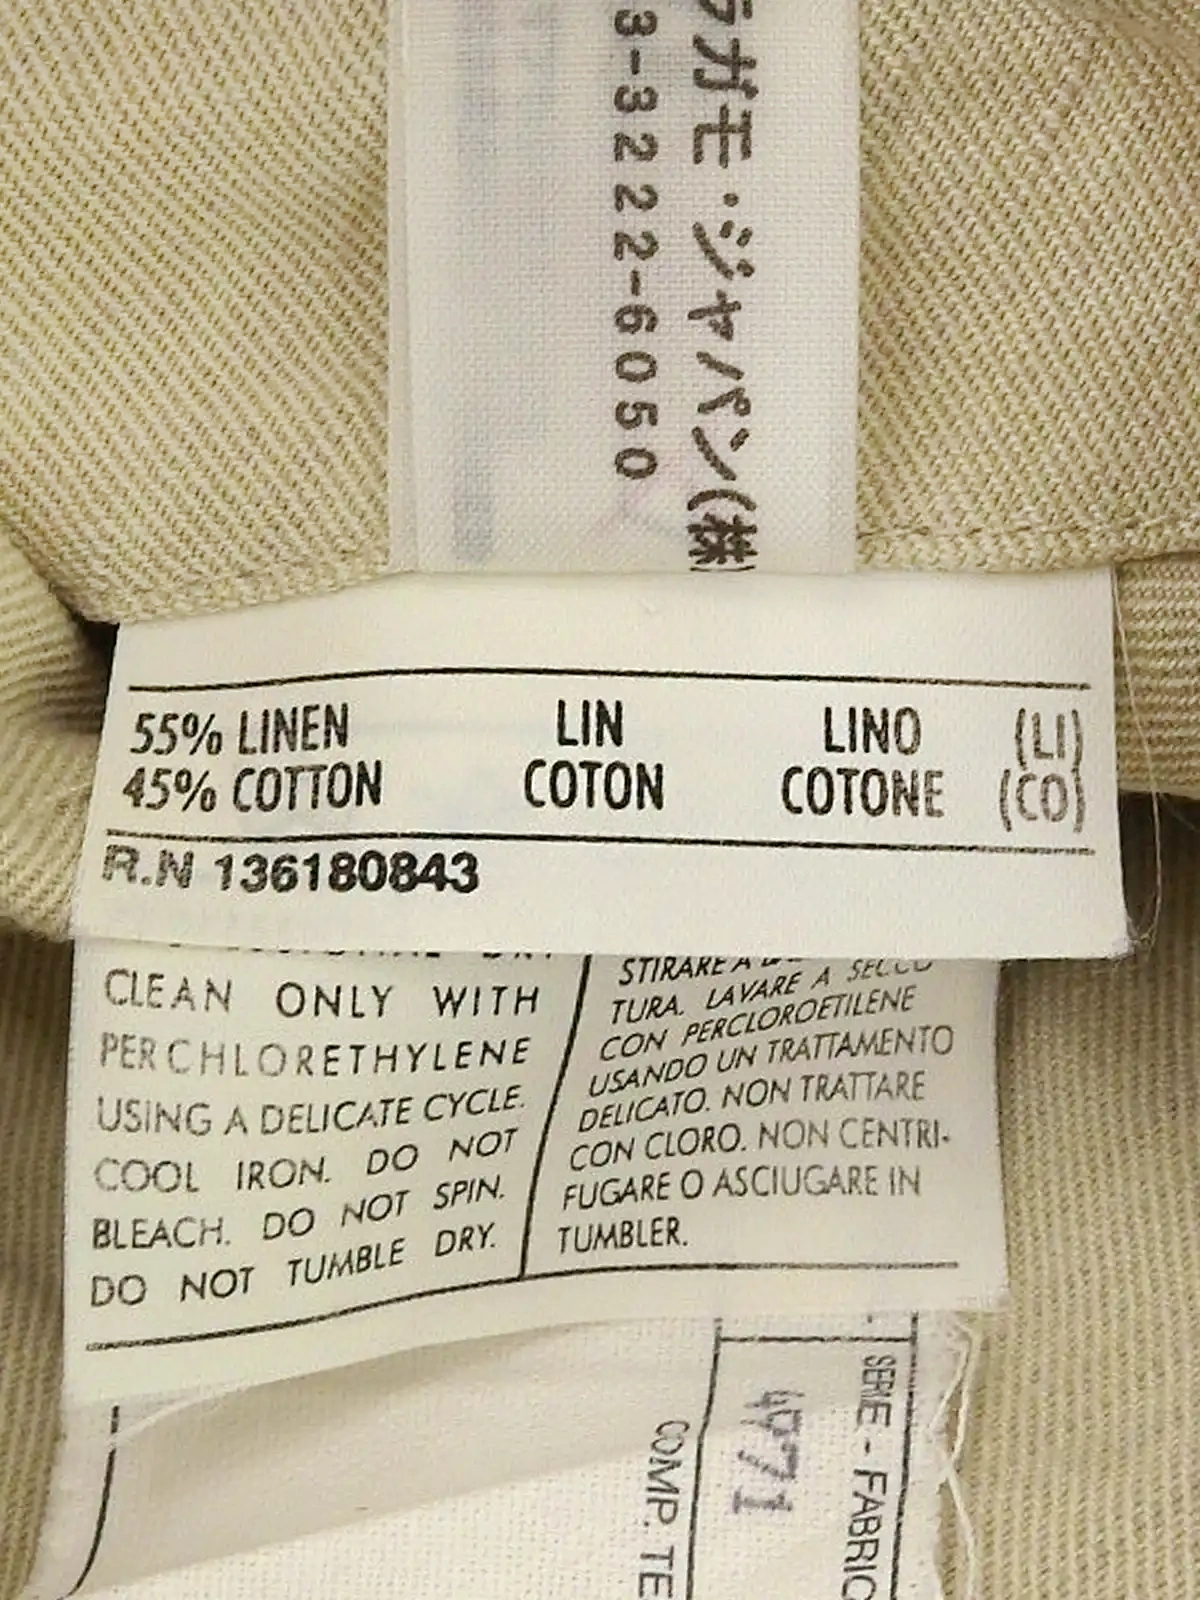 ラガモ・ジャパン(株)
3-3222-6050
55% LINEN LIN LINO (LI)
45% COTTON COTON COTONE (CO)
R.N 136180843
CLEAN ONLY WITH
PERCHLORETHYLENE
USING A DELICATE CYCLE.
COOL IRON. DO NOT
BLEACH. DO NOT SPIN.
DO NOT TUMBLE DRY.
STIRARE A
TURA. LAVARE A SECCO
CON PERCLOROETILENE
USANDO UN TRATTAMENTO
DELICATO. NON TRATTARE
CON CLORO. NON CENTRI-
FUGARE O ASCIUGARE IN
TUMBLER.
SERIE - FABRIC
4971
COMP. TE